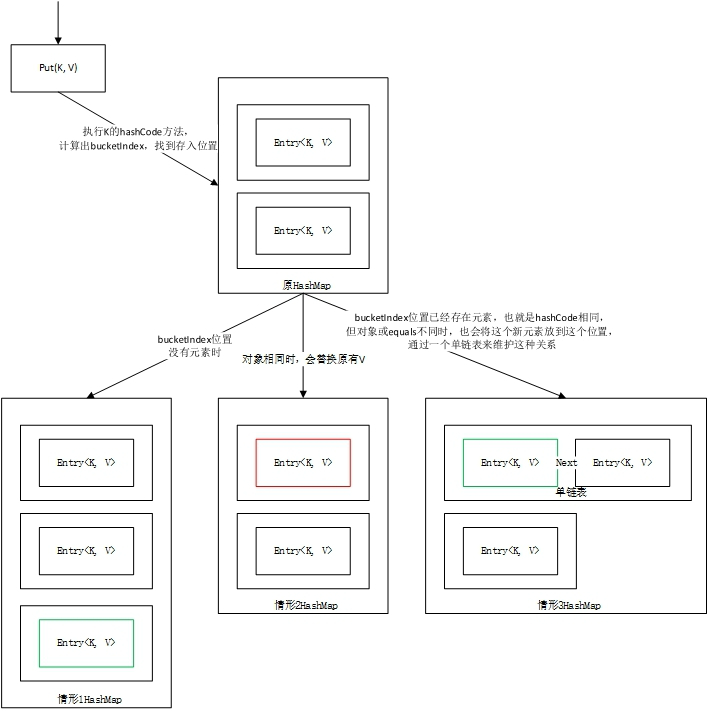 Put(K, V)
执行K的hashCode方法，
计算出bucketIndex，找到存入位置
Entry<K, V>
Entry<K, V>
原HashMap
bucketIndex位置
没有元素时
对象相同时，会替换原有V
bucketIndex位置已经存在元素，也就是hashCode相同，
但对象或equals不同时，也会将这个新元素放到这个位置，
通过一个单链表来维护这种关系
Entry<K, V>
Entry<K, V>
Entry<K, V>
情形1HashMap
Entry<K, V>
Entry<K, V>
情形2HashMap
Entry<K, V> Next Entry<K, V>
单链表
Entry<K, V>
情形3HashMap